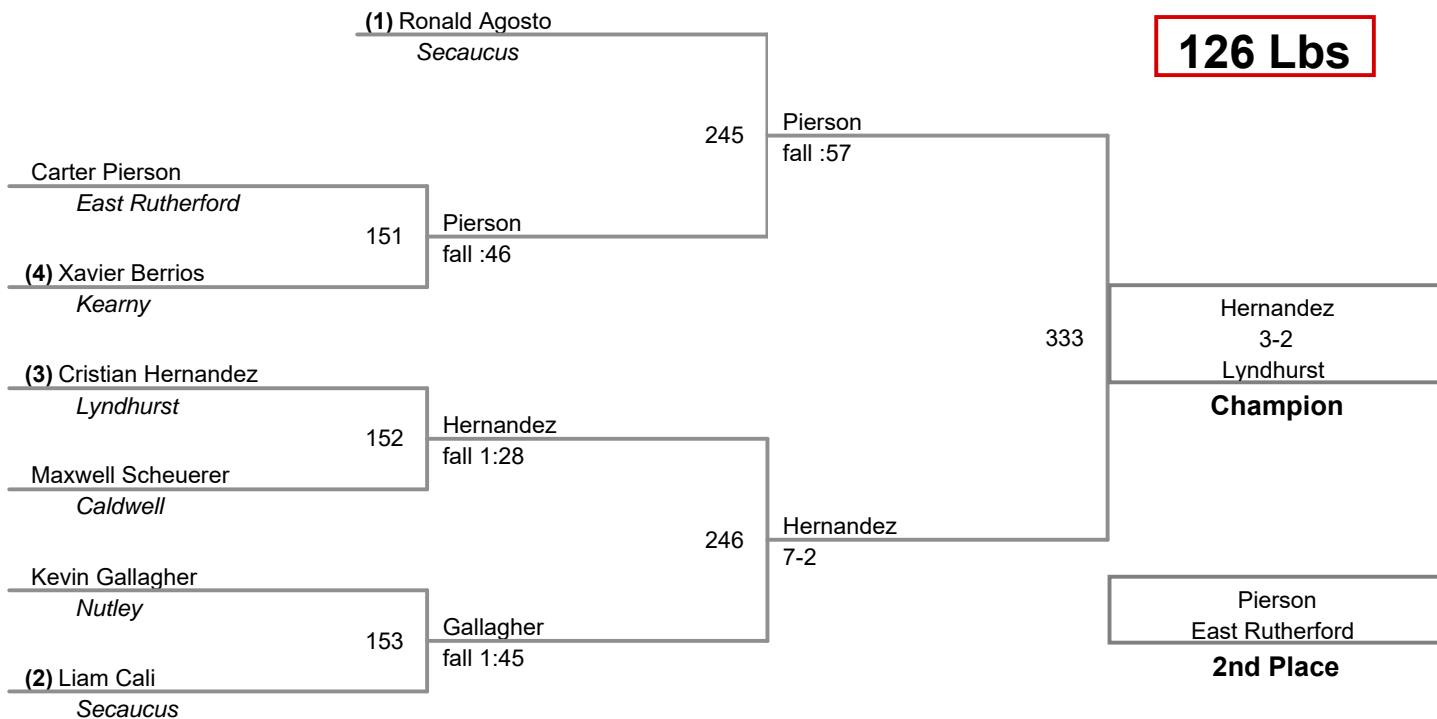 (1) Ronald Agosto
Secaucus
126 Lbs
245
Pierson
fall :57
Carter Pierson
East Rutherford
151
Pierson
fall :46
(4) Xavier Berrios
Kearny
333
Hernandez
3-2
Lyndhurst
Champion
(3) Cristian Hernandez
Lyndhurst
152
Hernandez
fall 1:28
Maxwell Scheuerer
Caldwell
246
Hernandez
7-2
Kevin Gallagher
Nutley
153
Gallagher
fall 1:45
(2) Liam Cali
Secaucus
Pierson
East Rutherford
2nd Place